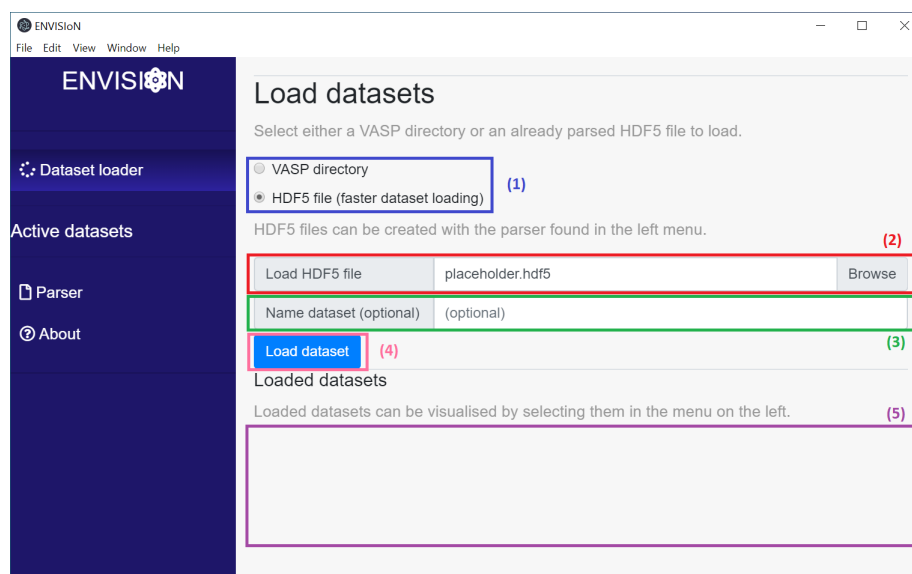 ENVISIoN
File Edit View Window Help
ENVISION
Dataset loader
Active datasets
Parser
About
Load datasets
Select either a VASP directory or an already parsed HDF5 file to load.
VASP directory
HDF5 file (faster dataset loading)
(1)
HDF5 files can be created with the parser found in the left menu.
(2)
Load HDF5 file placeholder.hdf5 Browse
Name dataset (optional) (optional)
(3)
Load dataset (4)
Loaded datasets
Loaded datasets can be visualised by selecting them in the menu on the left.
(5)